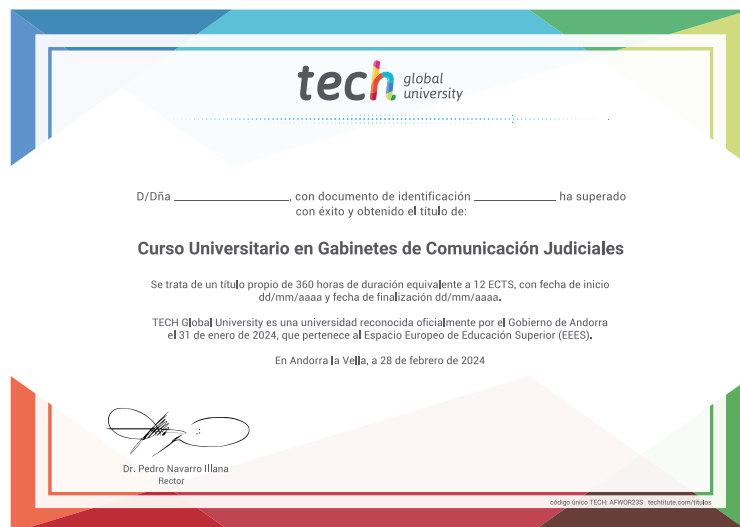 tech global university
D/Dña ____________, con documento de identificación ____________ ha superado
con éxito y obtenido el título de:
Curso Universitario en Gabinetes de Comunicación Judiciales
Se trata de un título propio de 360 horas de duración equivalente a 12 ECTS, con fecha de inicio
dd/mm/aaaa y fecha de finalización dd/mm/aaaa.
TECH Global University es una universidad reconocida oficialmente por el Gobierno de Andorra
el 31 de enero de 2024, que pertenece al Espacio Europeo de Educación Superior (EEES).
En Andorra la Vella, a 28 de febrero de 2024
Dr. Pedro Navarro Illana
Rector
código único TECH: AFWOR23S techtitute.com/titulos